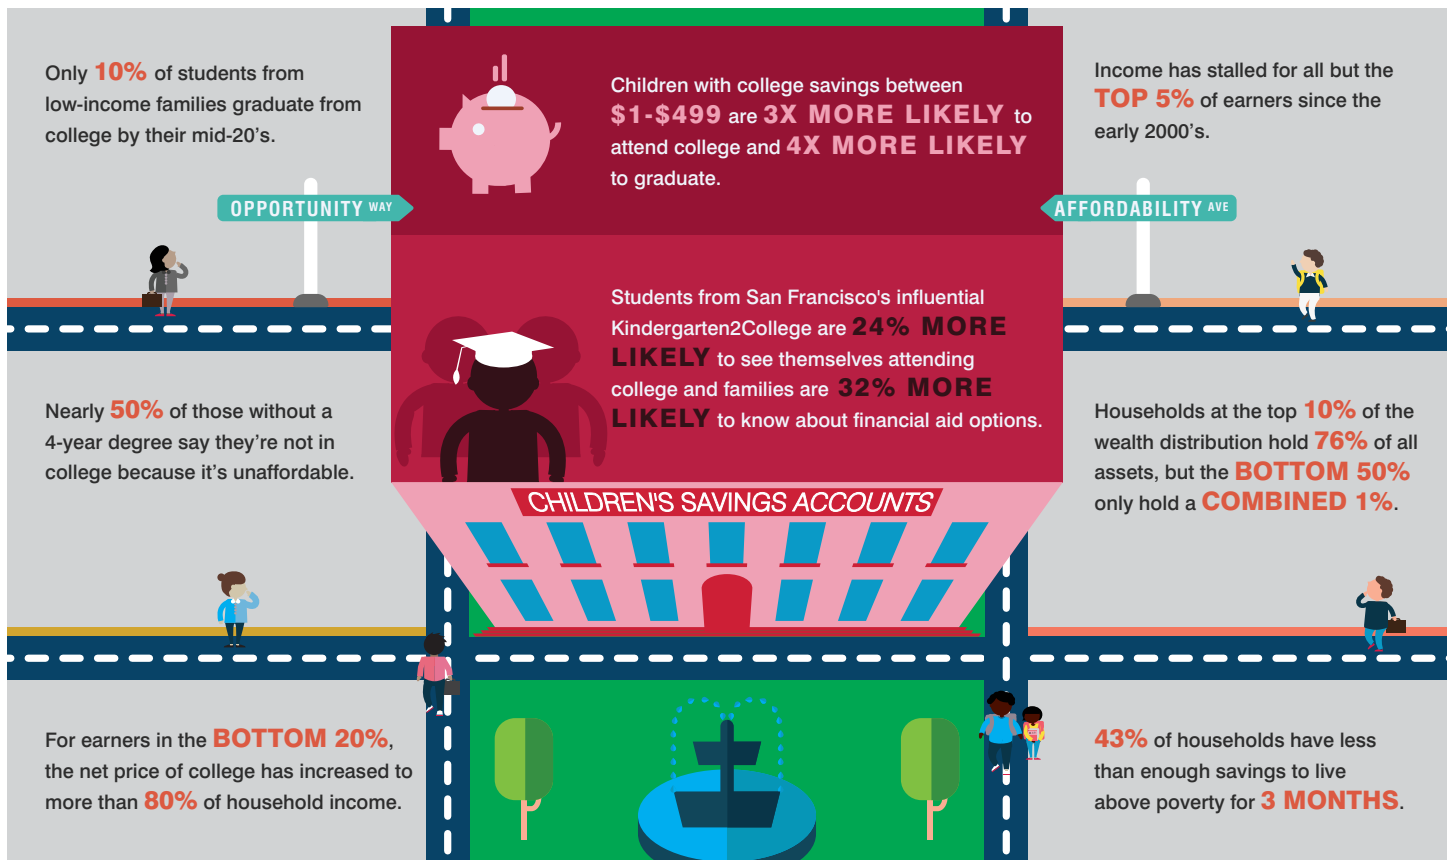 Only 10% of students from
low-income families graduate from
college by their mid-20's.
OPPORTUNITY WAY
Nearly 50% of those without a
4-year degree say they're not in
college because it's unaffordable.
For earners in the BOTTOM 20%,
the net price of college has increased to
more than 80% of household income.
Children with college savings between
$1-$499 are 3X MORE LIKELY to
attend college and 4X MORE LIKELY
to graduate.
Students from San Francisco's influential
Kindergarten2College are 24% MORE
LIKELY to see themselves attending
college and families are 32% MORE
LIKELY to know about financial aid options.
CHILDREN'S SAVINGS ACCOUNTS
Income has stalled for all but the
TOP 5% of earners since the
early 2000's.
AFFORDABILITY AVE
Households at the top 10% of the
wealth distribution hold 76% of all
assets, but the BOTTOM 50%
only hold a COMBINED 1%.
43% of households have less
than enough savings to live
above poverty for 3 MONTHS.